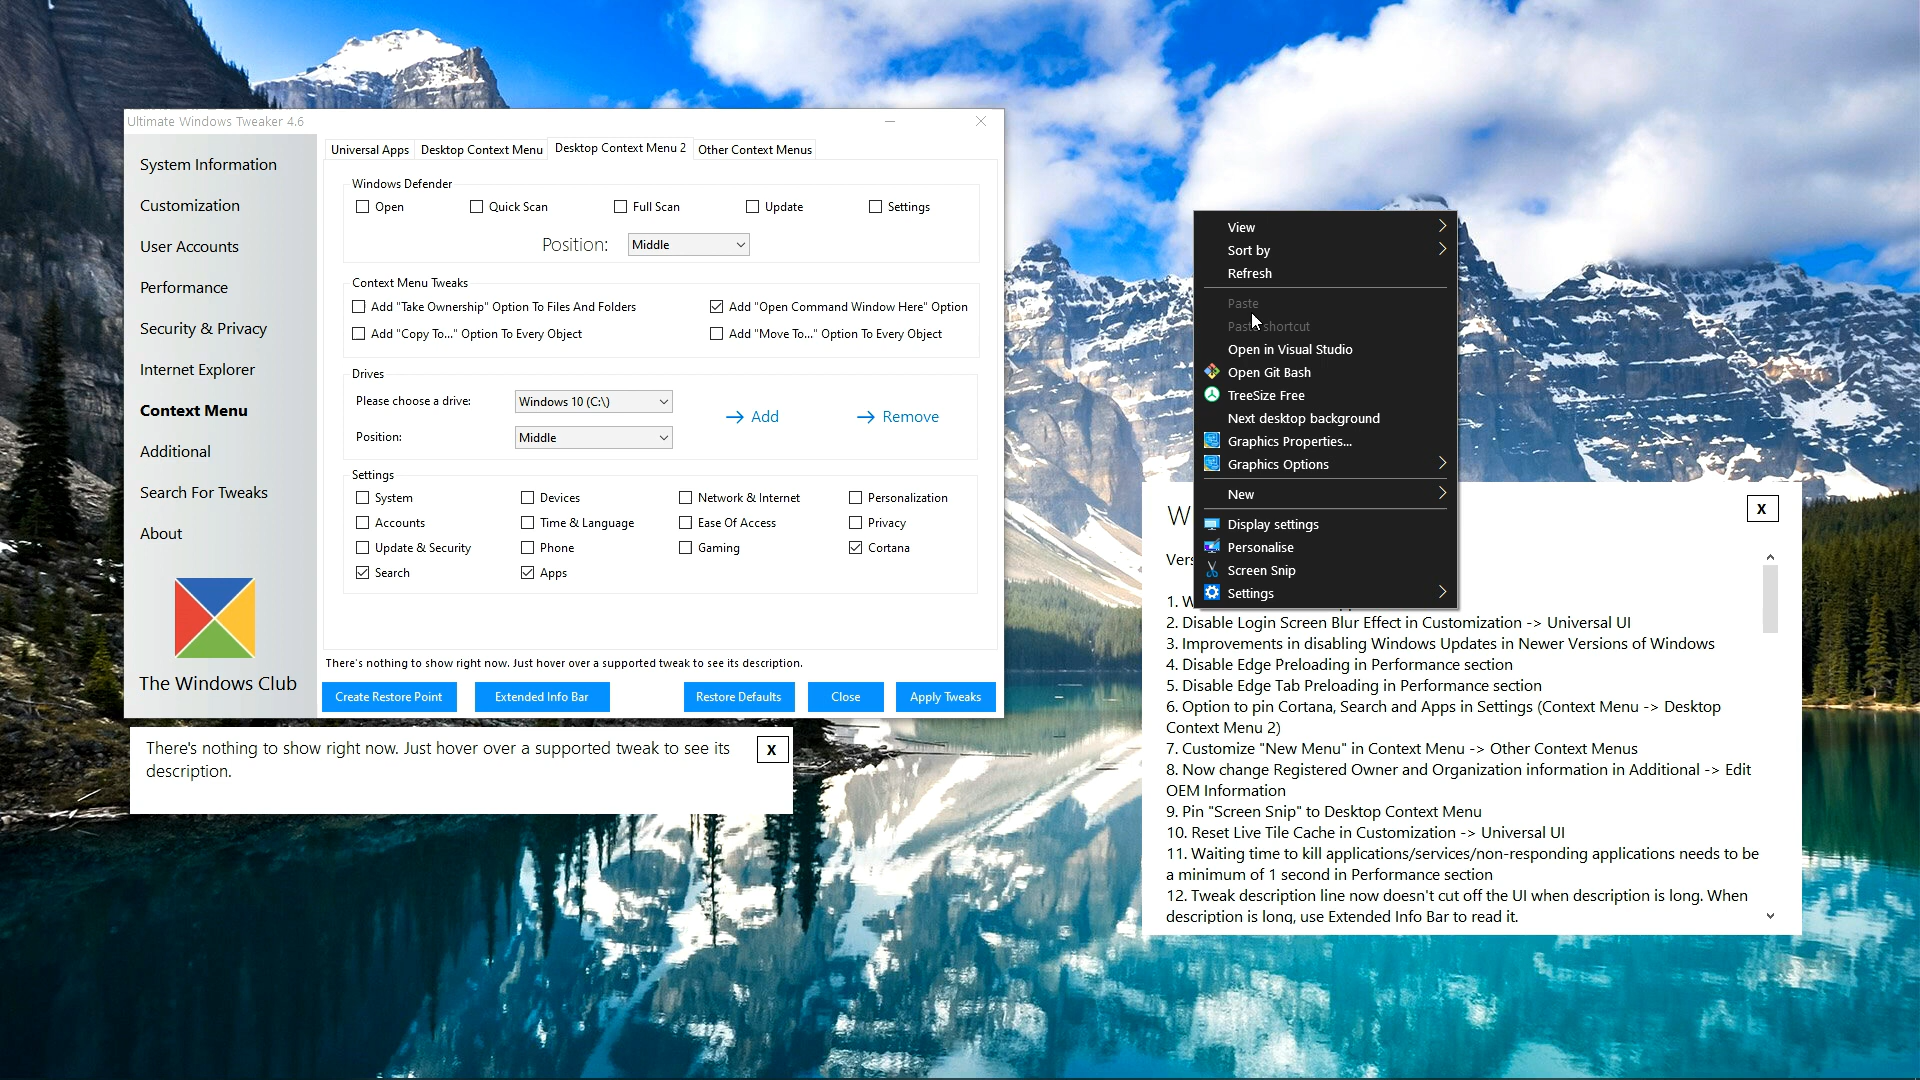 Ultimate Windows Tweaker 4.6
System Information
Customization
User Accounts
Performance
Security & Privacy
Internet Explorer
Context Menu
Additional
Search For Tweaks
About
The Windows Club
Universal Apps Desktop Context Menu Desktop Context Menu 2 Other Context Menus
Windows Defender
Open Quick Scan Full Scan Update Settings
Position: Middle
Context Menu Tweaks
Add "Take Ownership" Option To Files And Folders Add "Open Command Window Here" Option
Add "Copy To..." Option To Every Object Add "Move To..." Option To Every Object
Drives
Please choose a drive: Windows 10 (C:\)
Add Remove
Position: Middle
Settings
System Devices Network & Internet Personalization
Accounts Time & Language Ease Of Access Privacy
Update & Security Phone Gaming Cortana
Search Apps
There's nothing to show right now. Just hover over a supported tweak to see its description.
Create Restore Point Extended Info Bar Restore Defaults Close Apply Tweaks
There's nothing to show right now. Just hover over a supported tweak to see its
description.
X
View
Sort by
Refresh
Paste
Paste shortcut
Open in Visual Studio
Open Git Bash
TreeSize Free
Next desktop background
Graphics Properties...
Graphics Options
New
Display settings
Personalise
Screen Snip
Settings
X
2. Disable Login Screen Blur Effect in Customization -> Universal UI
3. Improvements in disabling Windows Updates in Newer Versions of Windows
4. Disable Edge Preloading in Performance section
5. Disable Edge Tab Preloading in Performance section
6. Option to pin Cortana, Search and Apps in Settings (Context Menu -> Desktop
Context Menu 2)
7. Customize "New Menu" in Context Menu -> Other Context Menus
8. Now change Registered Owner and Organization information in Additional -> Edit
OEM Information
9. Pin "Screen Snip" to Desktop Context Menu
10. Reset Live Tile Cache in Customization -> Universal UI
11. Waiting time to kill applications/services/non-responding applications needs to be
a minimum of 1 second in Performance section
12. Tweak description line now doesn't cut off the UI when description is long. When
description is long, use Extended Info Bar to read it.